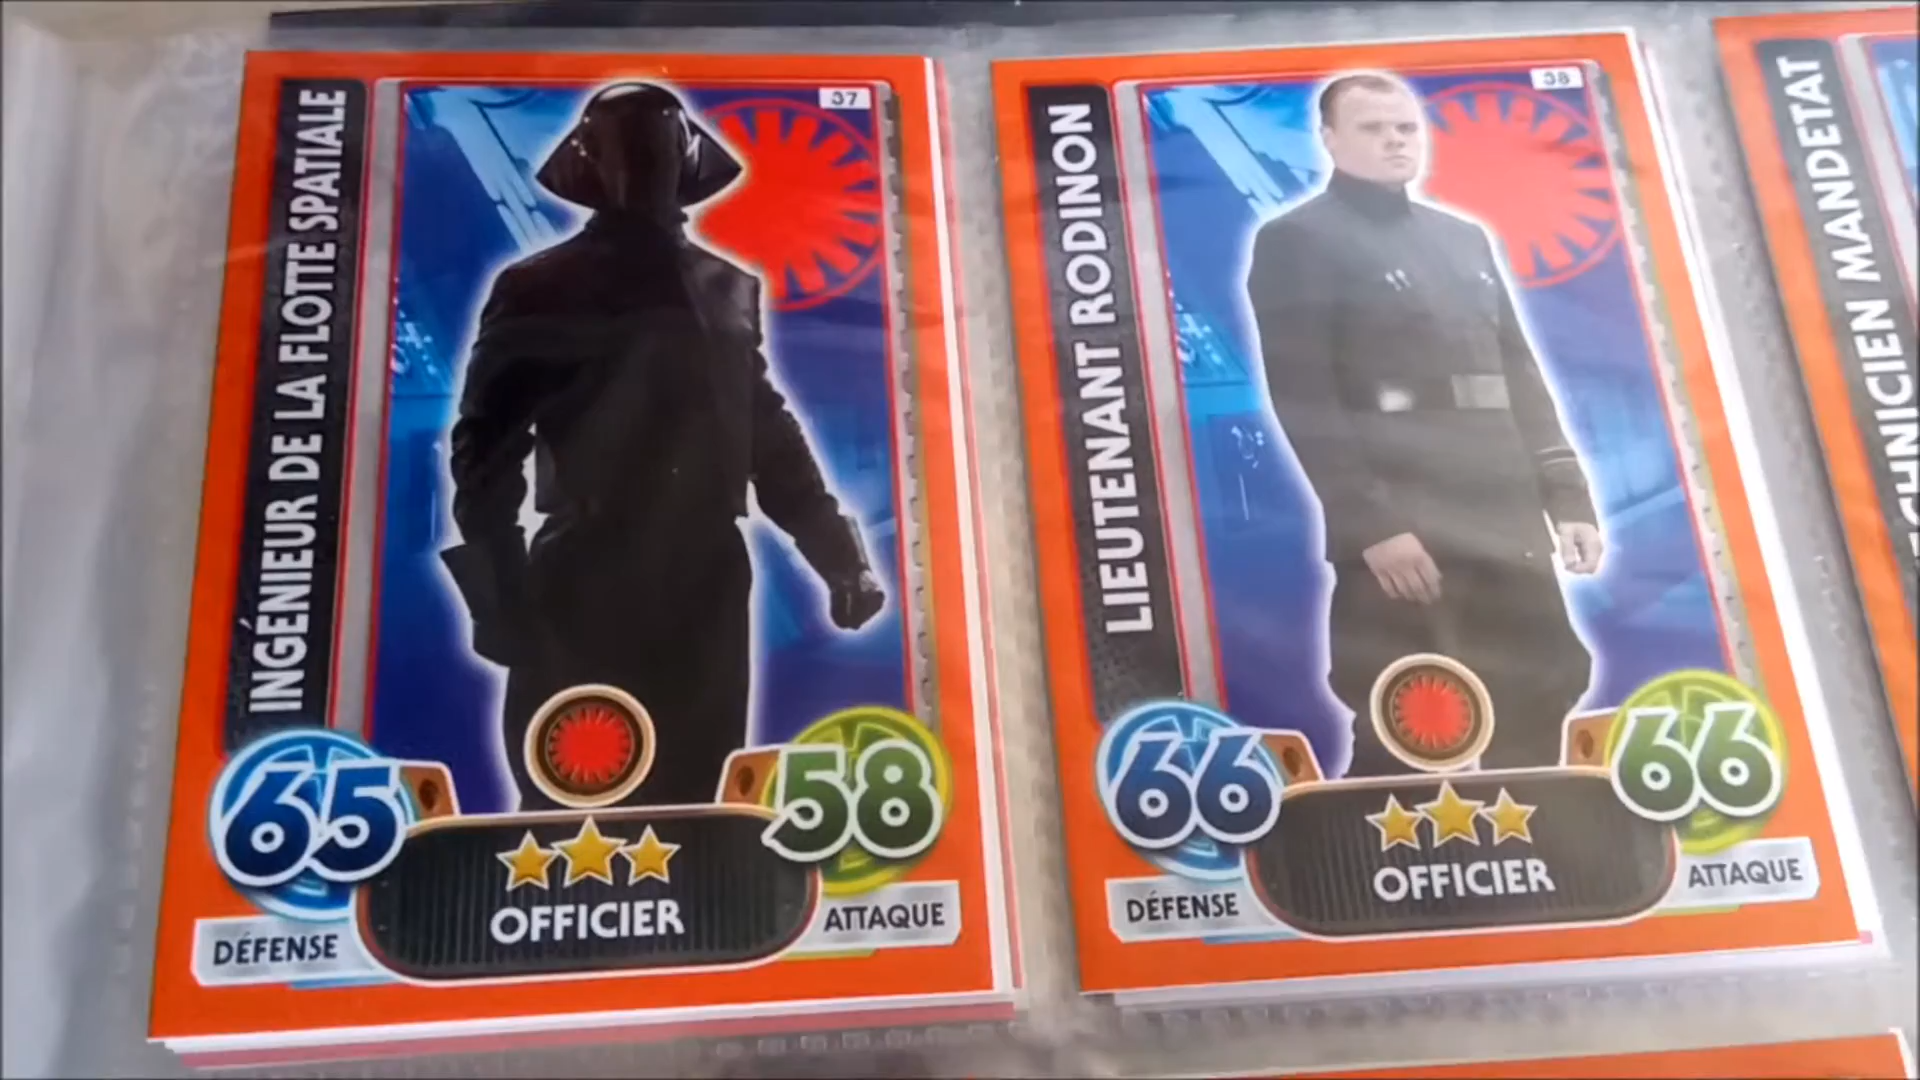 INGÉNIEUR DE LA FLOTTE SPATIALE
37
65
58
OFFICIER
DÉFENSE
ATTAQUE
LIEUTENANT RODINON
38
66
66
OFFICIER
DÉFENSE
ATTAQUE
MANDETAT